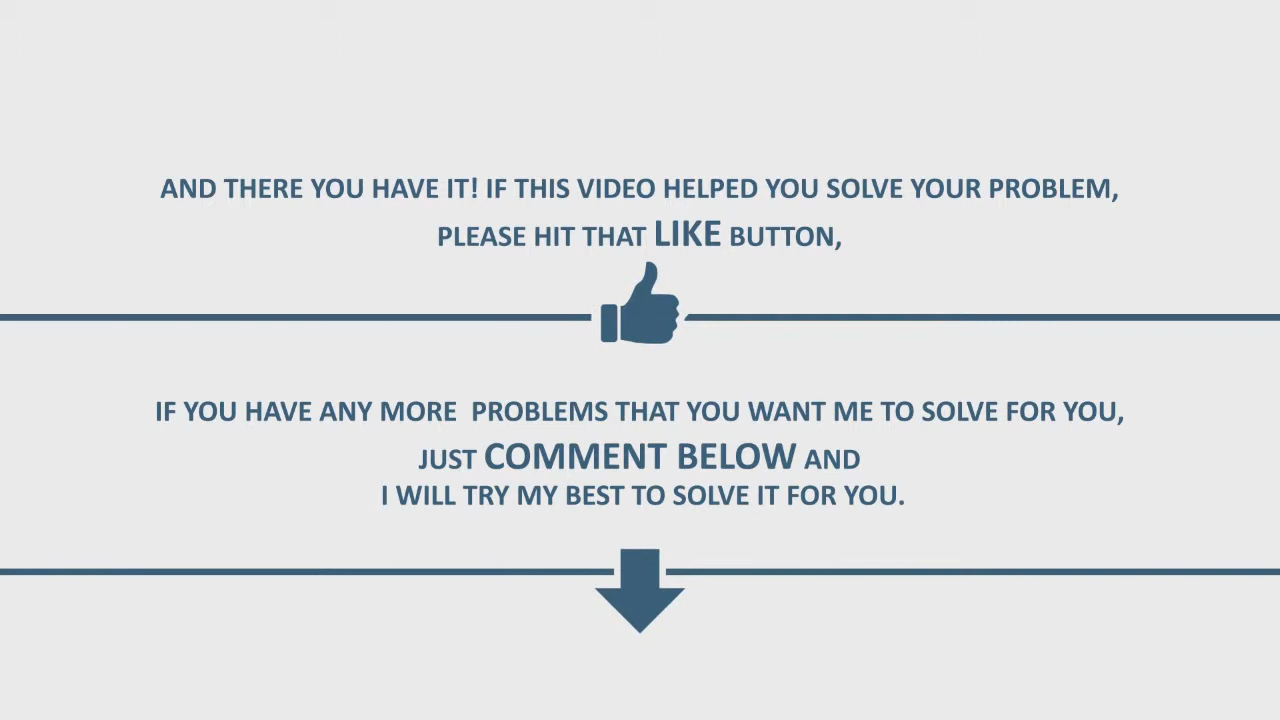 AND THERE YOU HAVE IT! IF THIS VIDEO HELPED YOU SOLVE YOUR PROBLEM,
PLEASE HIT THAT LIKE BUTTON,
IF YOU HAVE ANY MORE  PROBLEMS THAT YOU WANT ME TO SOLVE FOR YOU,
JUST COMMENT BELOW AND
I WILL TRY MY BEST TO SOLVE IT FOR YOU.